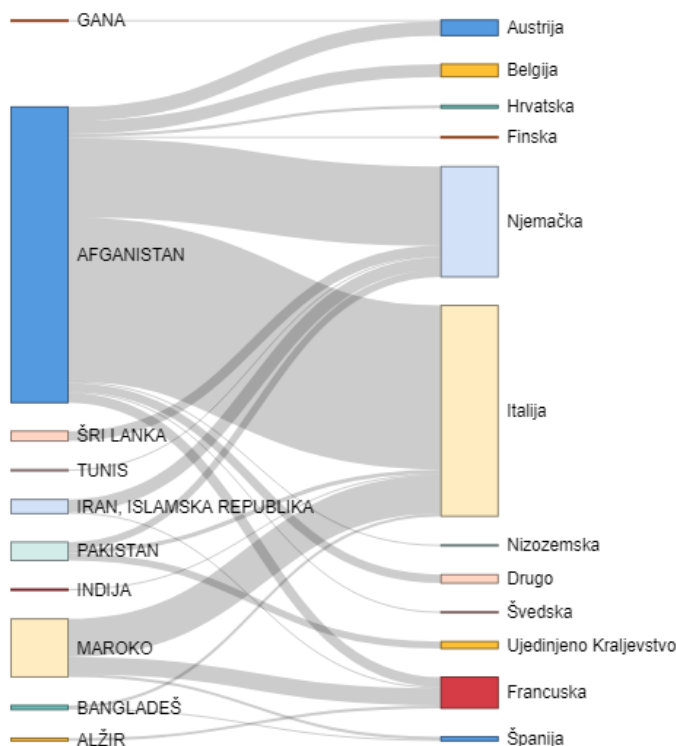 GANA
AFGANISTAN
ŠRI LANKA
TUNIS
IRAN, ISLAMSKA REPUBLIKA
PAKISTAN
INDIJA
MAROKO
BANGLADEŠ
ALŽIR
Austrija
Belgija
Hrvatska
Finska
Njemačka
Italija
Nizozemska
Drugo
Švedska
Ujedinjeno Kraljevstvo
Francuska
Španija